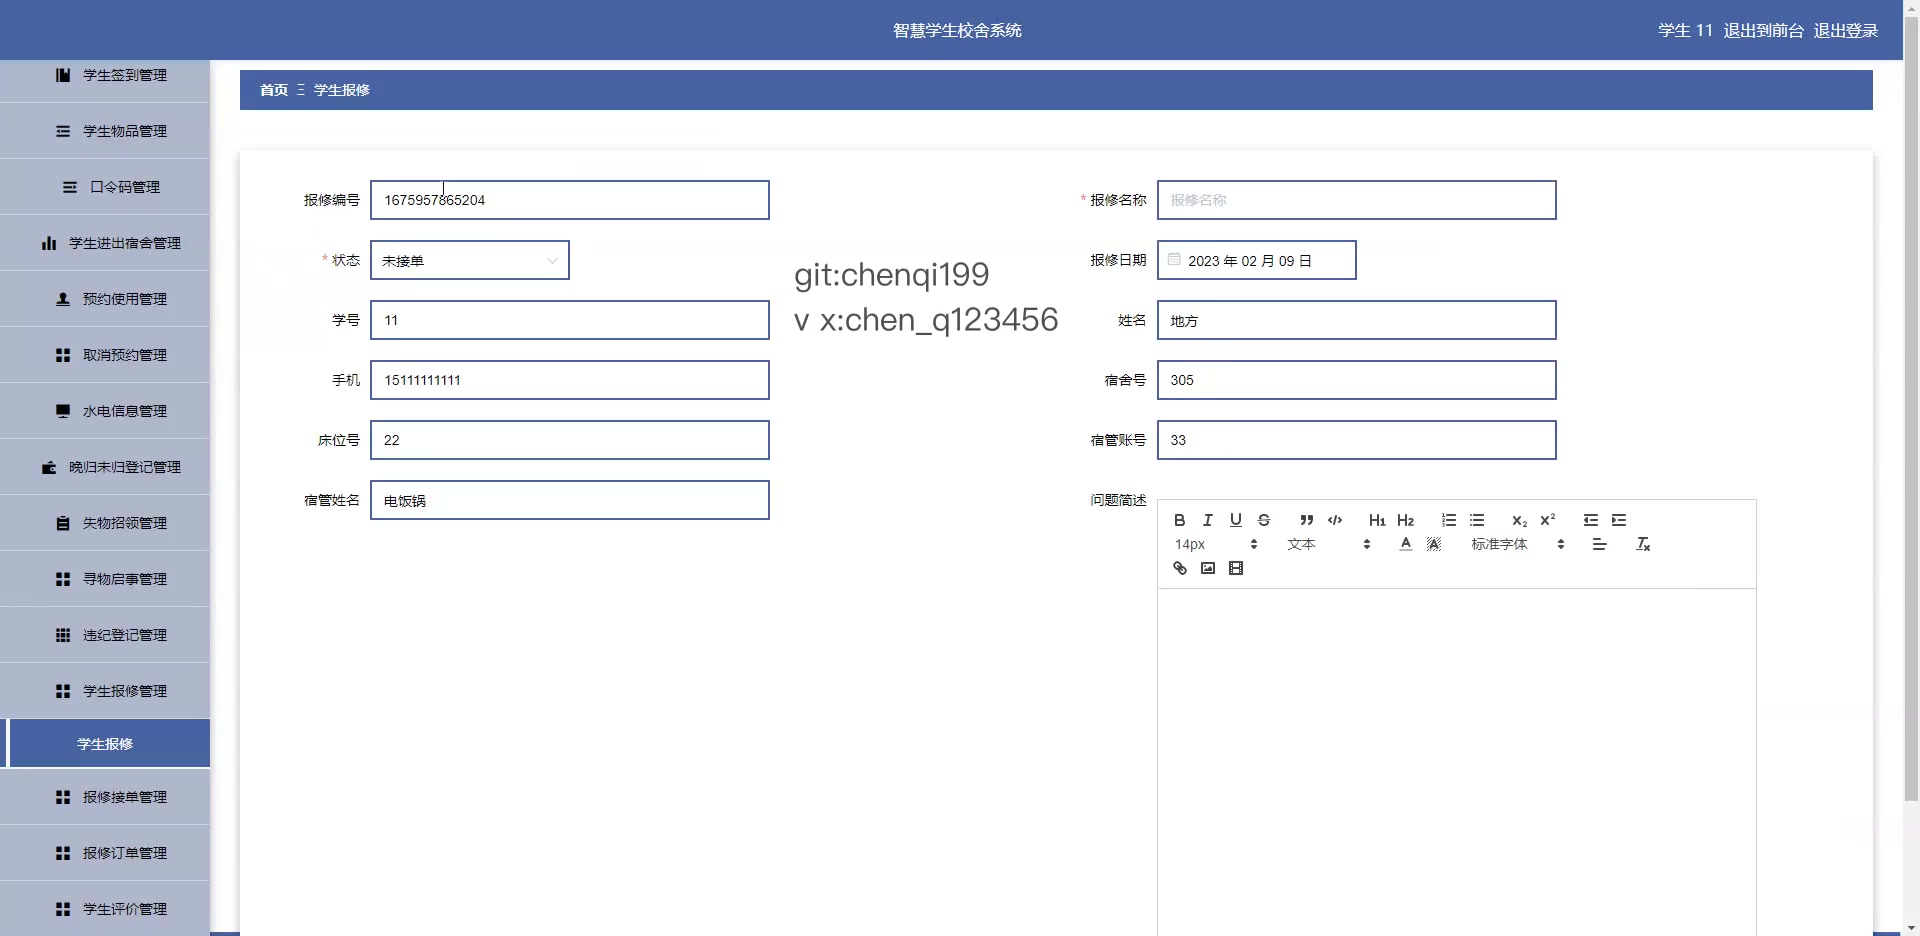 智慧学生校舍系统
学生 11 退出到前台 退出登录
学生签到管理
学生物品管理
口令码管理
学生进出宿舍管理
预约使用管理
取消预约管理
水电信息管理
晚归未归登记管理
失物招领管理
寻物启事管理
违纪登记管理
学生报修管理
学生报修
报修接单管理
报修订单管理
学生评价管理
首页 Ξ 学生报修
报修编号 1675957865204
* 报修名称 报修名称
* 状态 未接单
报修日期 2023 年 02 月 09 日
git:chenqi199
v x:chen_q123456
学号 11
姓名 地方
手机 15111111111
宿舍号 305
床位号 22
宿管账号 33
宿管姓名 电饭锅
问题简述
14px 文本 标准字体